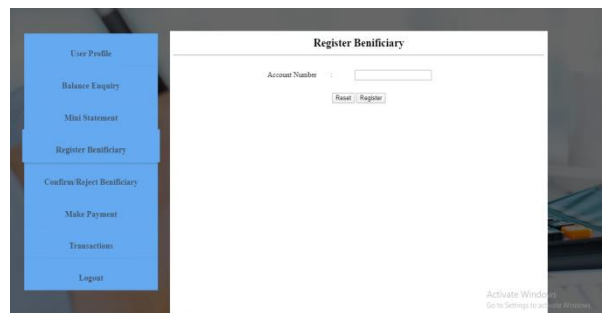 User Profile
Balance Enquiry
Mini Statement
Register Benificiary
Confirm/Reject Benificiary
Make Payment
Transactions
Logout
Register Benificiary
Account Number :
Reset Register
Activate Windows
Go to Settings to activate Windows.